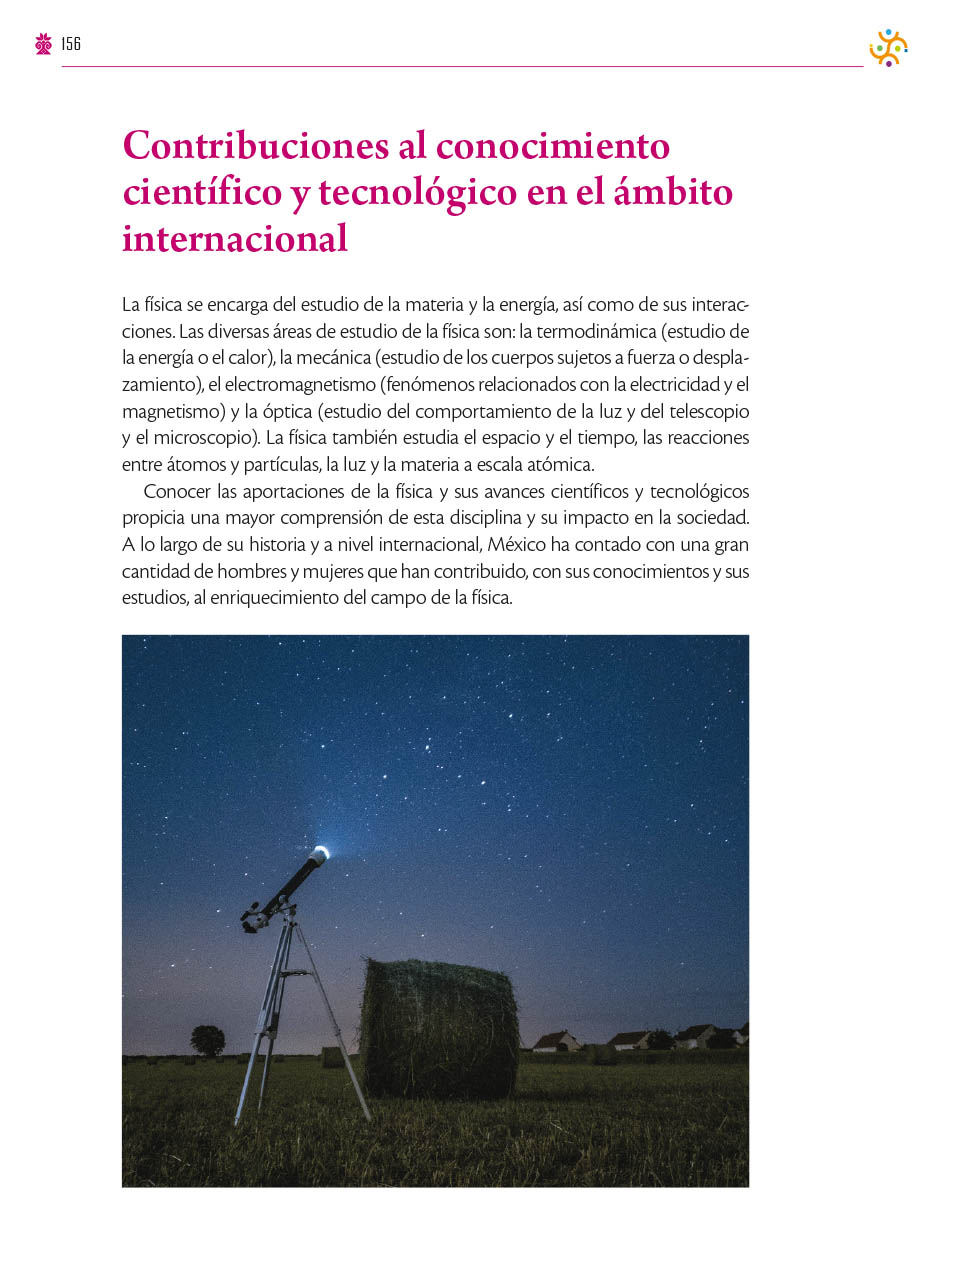 156
Contribuciones al conocimiento
científico y tecnológico en el ámbito
internacional
La física se encarga del estudio de la materia y la energía, así como de sus interac-
ciones. Las diversas áreas de estudio de la física son: la termodinámica (estudio de
la energía o el calor), la mecánica (estudio de los cuerpos sujetos a fuerza o despla-
zamiento), el electromagnetismo (fenómenos relacionados con la electricidad y el
magnetismo) y la óptica (estudio del comportamiento de la luz y del telescopio
y el microscopio). La física también estudia el espacio y el tiempo, las reacciones
entre átomos y partículas, la luz y la materia a escala atómica.
Conocer las aportaciones de la física y sus avances científicos y tecnológicos
propicia una mayor comprensión de esta disciplina y su impacto en la sociedad.
A lo largo de su historia y a nivel internacional, México ha contado con una gran
cantidad de hombres y mujeres que han contribuido, con sus conocimientos y sus
estudios, al enriquecimiento del campo de la física.